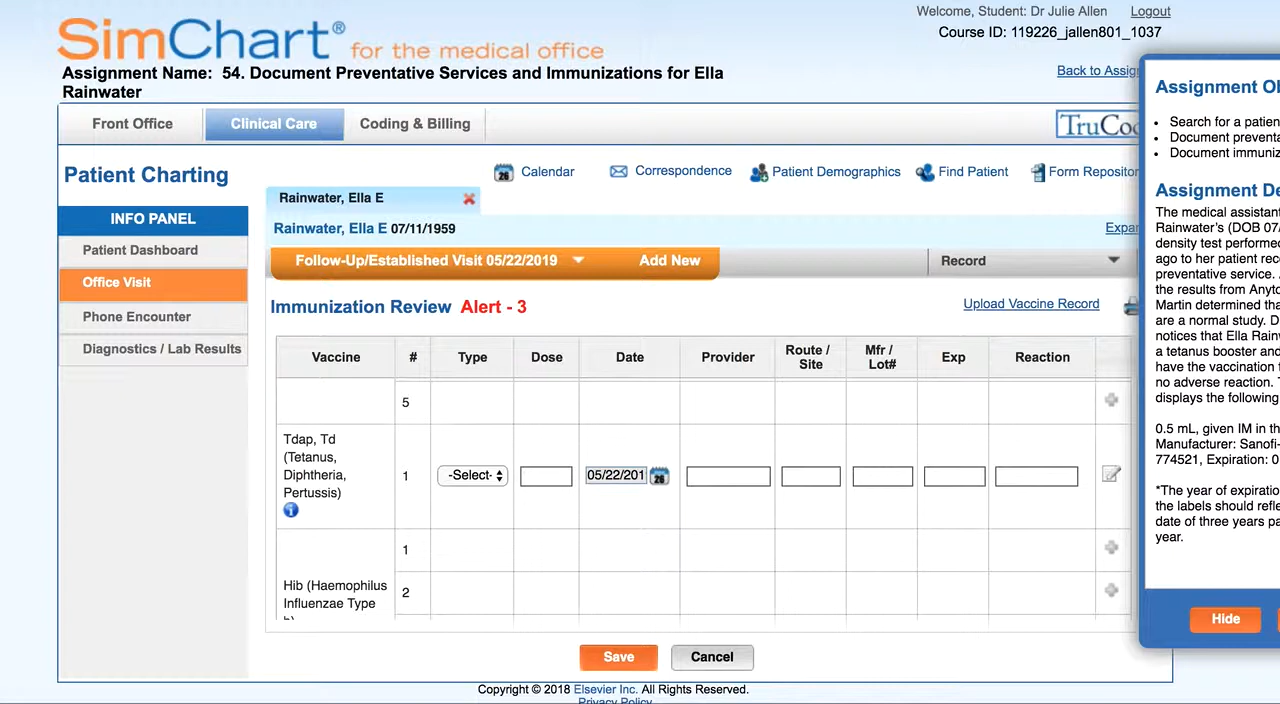 SimChart® for the medical office
Welcome, Student: Dr Julie Allen Logout
Course ID: 119226_jallen801_1037
Assignment Name: 54. Document Preventative Services and Immunizations for Ella
Rainwater
Back to Assig
Front Office Clinical Care Coding & Billing
TruCo
Patient Charting
Calendar Correspondence Patient Demographics Find Patient Form Repositor
INFO PANEL
Patient Dashboard
Office Visit
Phone Encounter
Diagnostics / Lab Results
Rainwater, Ella E
Rainwater, Ella E 07/11/1959
Expan
Follow-Up/Established Visit 05/22/2019 Add New
Record
Immunization Review Alert - 3
Upload Vaccine Record
Vaccine # Type Dose Date Provider Route / Site Mfr / Lot# Exp Reaction
5
Tdap, Td
(Tetanus,
Diphtheria,
Pertussis)
1 -Select- 05/22/201 26
1
Hib (Haemophilus
Influenzae Type
2
Save Cancel
Copyright © 2018 Elsevier Inc. All Rights Reserved.
Privacy Policy
Assignment Ob
Search for a patien
Document preventa
Document immuniz
Assignment De
The medical assistant
Rainwater's (DOB 07/
density test performed
ago to her patient reco
preventative service. A
the results from Anyto
Martin determined tha
are a normal study. D
notices that Ella Rainw
a tetanus booster and
have the vaccination t
no adverse reaction. T
displays the following
0.5 mL, given IM in th
Manufacturer: Sanofi-
774521, Expiration: 0
*The year of expiratio
the labels should refle
date of three years pa
year.
Hide